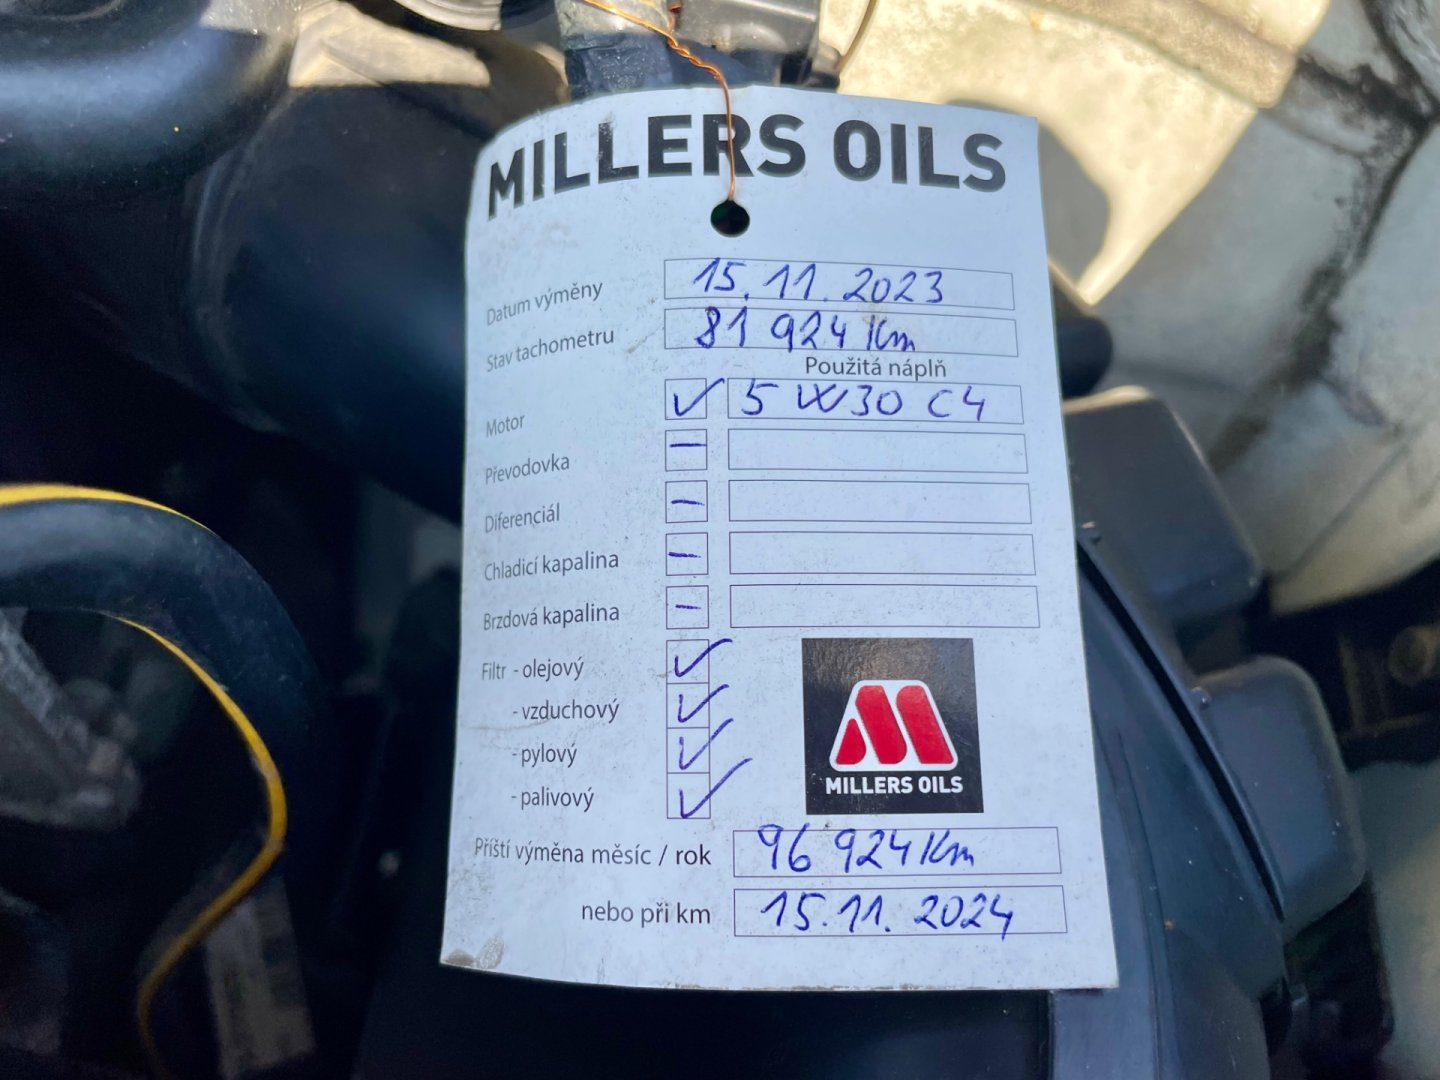 MILLERS OILS
Datum výměny 15.11.2023
Stav tachometru 81 924 Km
Použitá náplň
Motor ✓ 5W30 C4
Převodovka –
Diferenciál –
Chladicí kapalina –
Brzdová kapalina –
Filtr - olejový ✓
- vzduchový ✓
- pylový ✓
- palivový ✓
MILLERS OILS
Příští výměna měsíc / rok 96 924 Km
nebo při km 15.11.2024